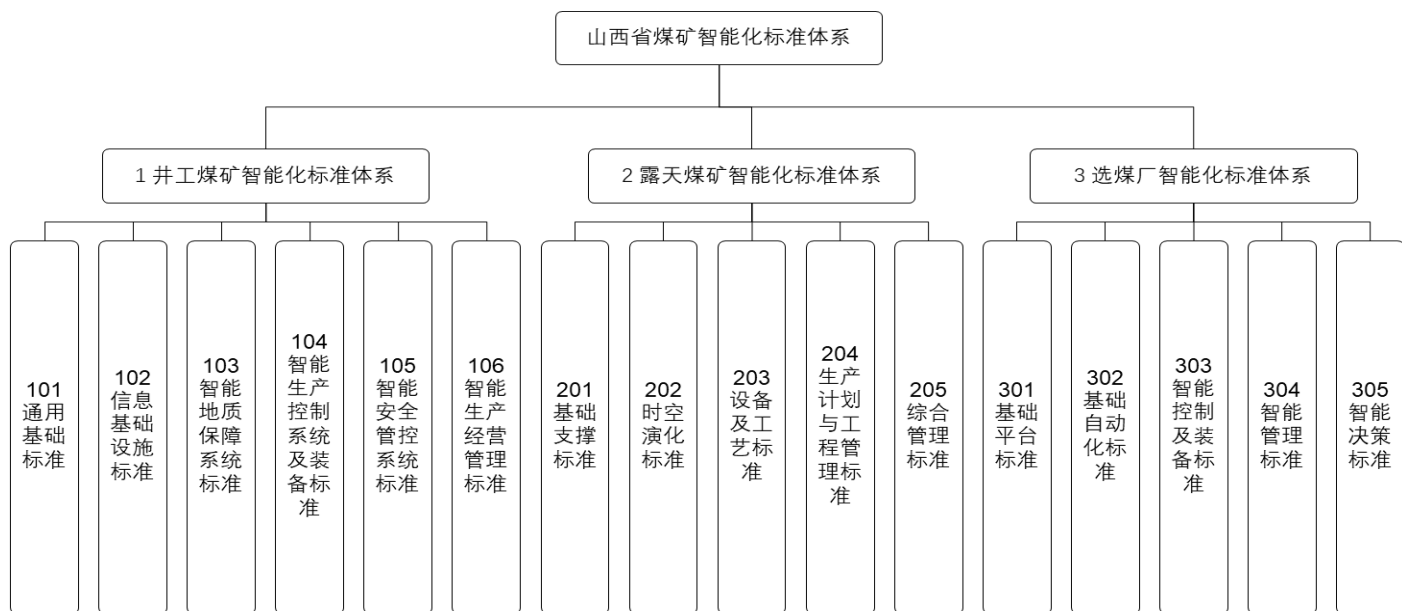 山西省煤矿智能化标准体系
1 井工煤矿智能化标准体系
2 露天煤矿智能化标准体系
3 选煤厂智能化标准体系
101
通用
基础
标准
102
信息
基础
设施
标准
103
智能
地质
保障
系统
标准
104
智能
生产
控制
系统
及装
备标
准
105
智能
安全
管控
系统
标准
106
智能
生产
经营
管理
标准
201
基础
支撑
标准
202
时空
演化
标准
203
设备
及工
艺标
准
204
生产
计划
与工
程管
理标
准
205
综合
管理
标准
301
基础
平台
标准
302
基础
自动
化标
准
303
智能
控制
及装
备标
准
304
智能
管理
标准
305
智能
决策
标准